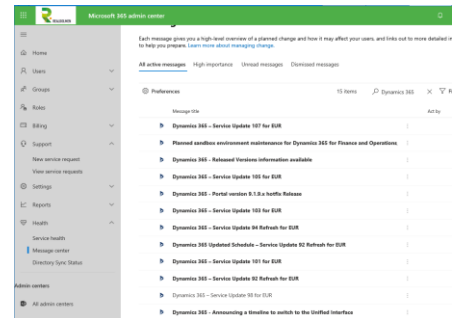 Microsoft 365 admin center
Each message gives you a high-level overview of a planned change and how it may affect your users, and links out to more detailed in
to help you prepare. Learn more about managing change.
Home
Users
Groups
Roles
Billing
Support
New service request
View service requests
Settings
Reports
Health
Service health
Message center
Directory Sync Status
Admin centers
All admin centers
All active messages High importance Unread messages Dismissed messages
Preferences 15 items Dynamics 365
Message title Act by
Dynamics 365 – Service Update 107 for EUR
Planned sandbox environment maintenance for Dynamics 365 for Finance and Operations
Dynamics 365 - Released Versions information available
Dynamics 365 – Service Update 105 for EUR
Dynamics 365 - Portal version 9.1.9.x hotfix Release
Dynamics 365 – Service Update 103 for EUR
Dynamics 365 – Service Update 94 Refresh for EUR
Dynamics 365 Updated Schedule – Service Update 92 Refresh for EUR
Dynamics 365 – Service Update 101 for EUR
Dynamics 365 – Service Update 92 Refresh for EUR
Dynamics 365 – Service Update 98 for EUR
Dynamics 365 - Announcing a timeline to switch to the Unified Interface